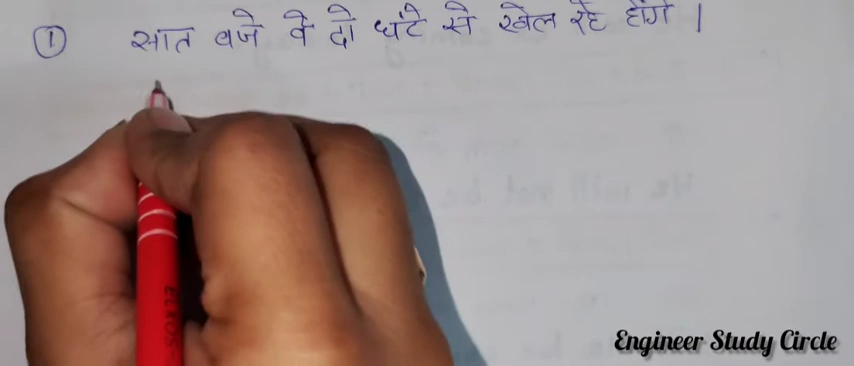 ① सात बजे वे दो घंटे से खेल रहे होंगे ।
Engineer Study Circle